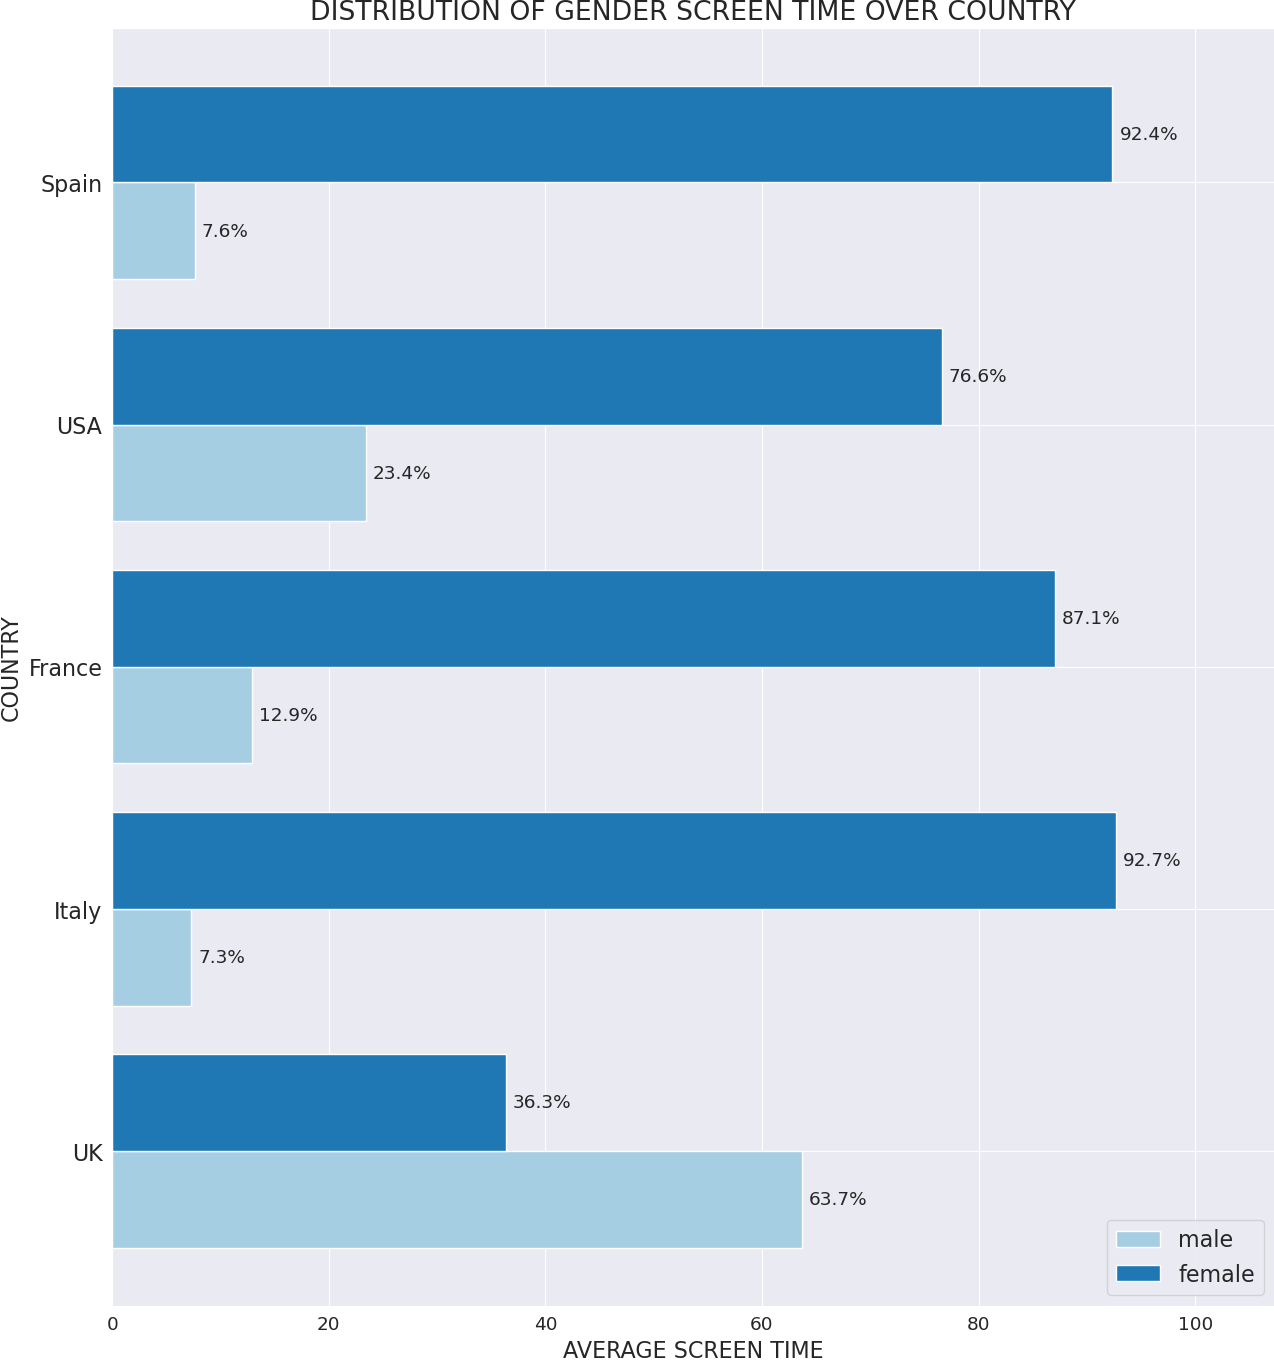 DISTRIBUTION OF GENDER SCREEN TIME OVER COUNTRY
92.4%
Spain
7.6%
76.6%
USA
23.4%
87.1%
COUNTRY
France
12.9%
92.7%
Italy
7.3%
36.3%
UK
63.7%
male
female
0 20 40 60 80 100
AVERAGE SCREEN TIME